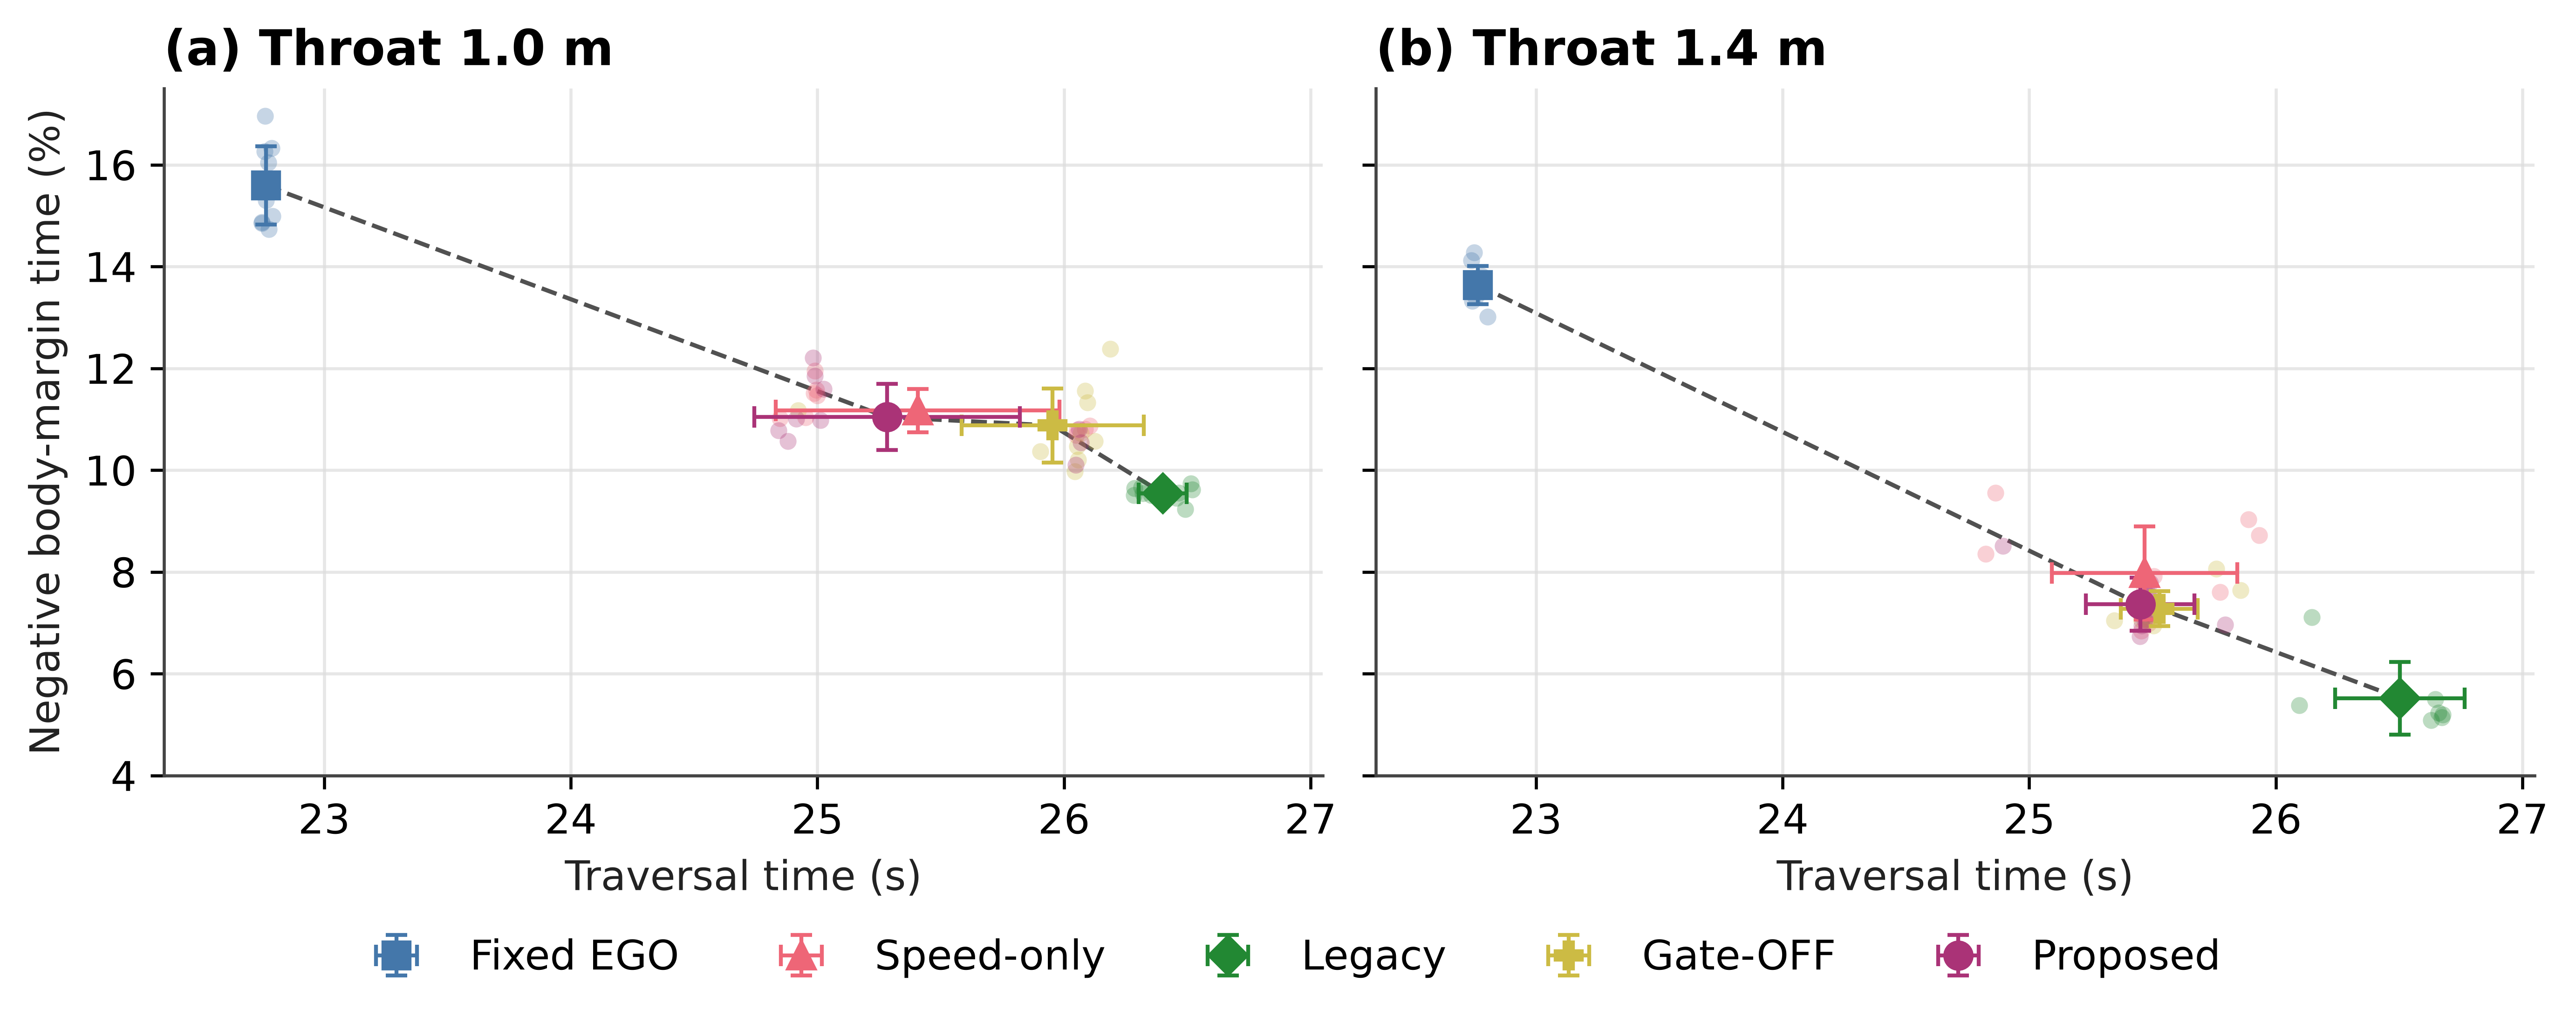 (a) Throat 1.0 m
(b) Throat 1.4 m
Negative body-margin time (%)
16
14
12
10
8
6
4
23 24 25 26 27
23 24 25 26 27
Traversal time (s)
Traversal time (s)
Fixed EGO Speed-only Legacy Gate-OFF Proposed